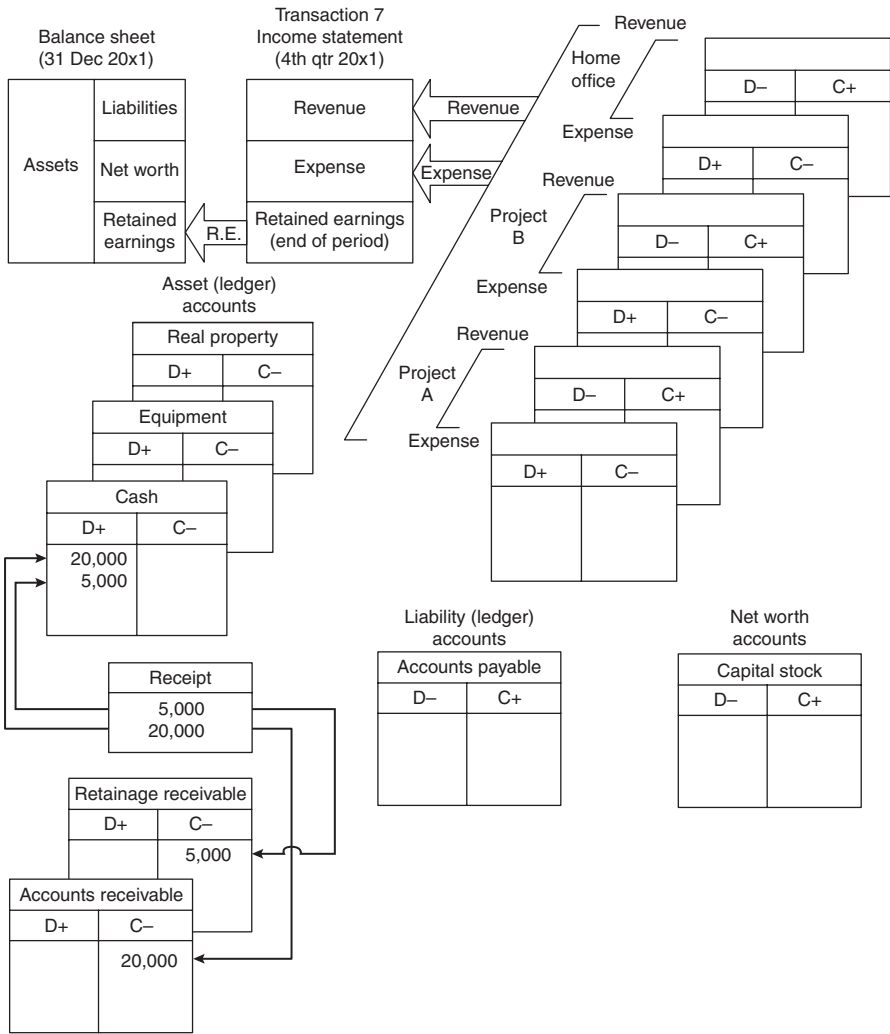 Balance sheet
(31 Dec 20x1)
Assets
Liabilities
Net worth
Retained
earnings
R.E.
Transaction 7
Income statement
(4th qtr 20x1)
Revenue
Expense
Retained earnings
(end of period)
Revenue
Expense
Revenue
Home
office
Expense
Revenue
Project
B
Expense
Revenue
Project
A
Expense
D– C+
D+ C–
D– C+
D+ C–
D– C+
D+ C–
Asset (ledger)
accounts
Real property
D+ C–
Equipment
D+ C–
Cash
D+ C–
20,000
5,000
Receipt
5,000
20,000
Retainage receivable
D+ C–
5,000
Accounts receivable
D+ C–
20,000
Liability (ledger)
accounts
Accounts payable
D– C+
Net worth
accounts
Capital stock
D– C+